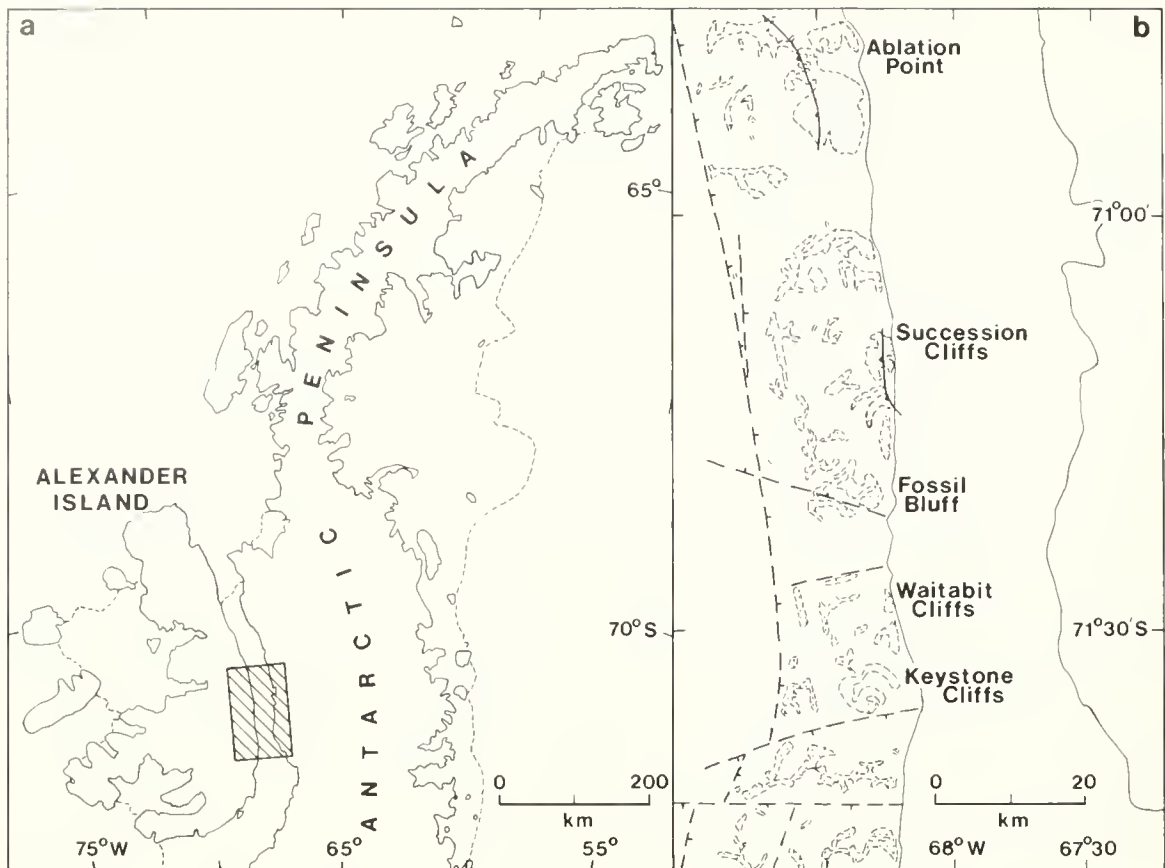 a
b
Ablation
Point
65°
71°00'
PENINSULA
Succession
Cliffs
ALEXANDER
ISLAND
Fossil
Bluff
Waitabit
Cliffs
70°S
71°30'S
ANTARCTIC
Keystone
Cliffs
0 200
km
0 20
km
75°W 65° 55° 68°W 67°30